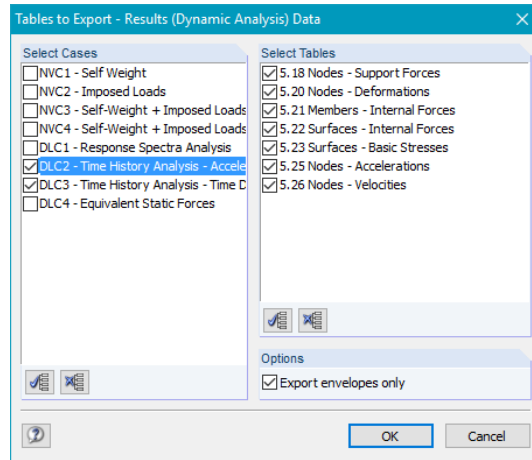 Tables to Export - Results (Dynamic Analysis) Data
Select Cases
NVC1 - Self Weight
NVC2 - Imposed Loads
NVC3 - Self-Weight + Imposed Loads
NVC4 - Self-Weight + Imposed Loads
DLC1 - Response Spectra Analysis
DLC2 - Time History Analysis - Accele
DLC3 - Time History Analysis - Time D
DLC4 - Equivalent Static Forces
Select Tables
5.18 Nodes - Support Forces
5.20 Nodes - Deformations
5.21 Members - Internal Forces
5.22 Surfaces - Internal Forces
5.23 Surfaces - Basic Stresses
5.25 Nodes - Accelerations
5.26 Nodes - Velocities
Options
Export envelopes only
OK
Cancel